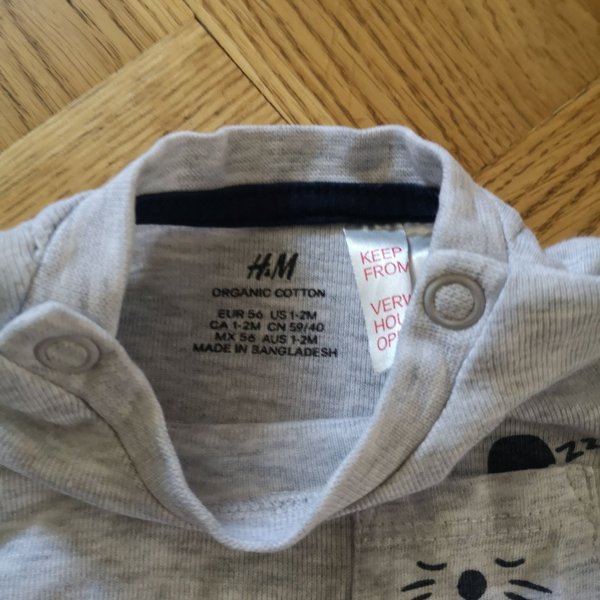 H&M
ORGANIC COTTON
EUR 56 US 1-2M
CA 1-2M CN 59/40
MX 56 AUS 1-2M
MADE IN BANGLADESH
KEEP
FROM
VERW
HOU
OP
zz